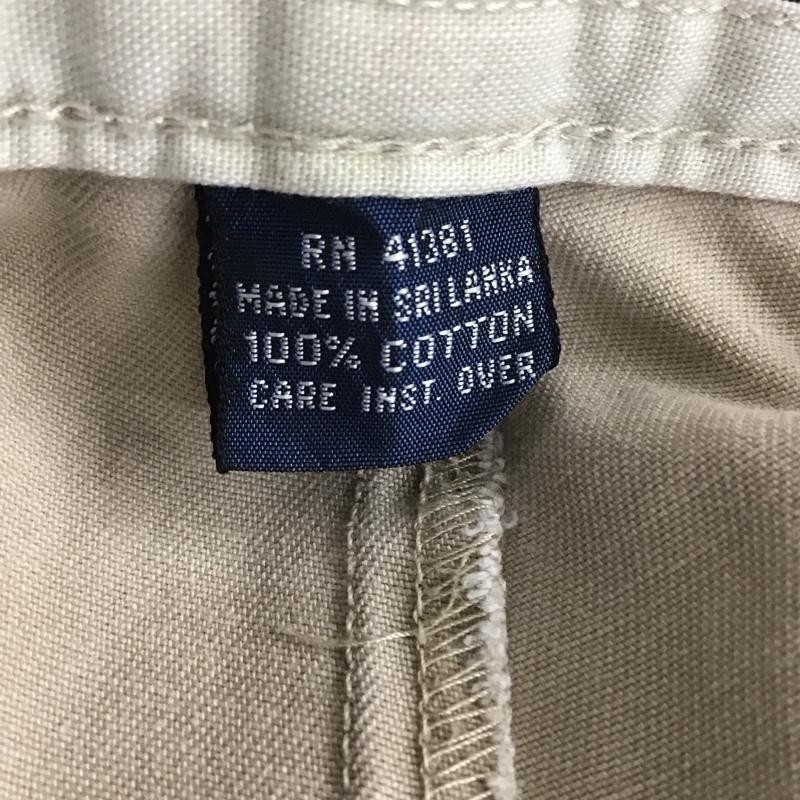 RN 41381
MADE IN SRI LANKA
100% COTTON
CARE INST. OVER